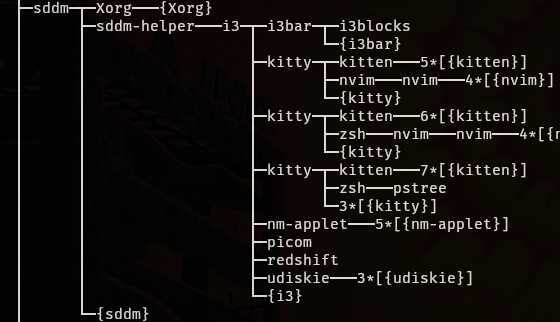 sddm─┬─Xorg───{Xorg}
├─sddm-helper───i3─┬─i3bar─┬─i3blocks
│ └─{i3bar}
├─kitty─┬─kitten───5*[{kitten}]
│ ├─nvim───nvim───4*[{nvim}]
│ └─{kitty}
├─kitty─┬─kitten───6*[{kitten}]
│ ├─zsh───nvim───nvim───4*[{n
│ └─{kitty}
├─kitty─┬─kitten───7*[{kitten}]
│ ├─zsh───pstree
│ └─3*[{kitty}]
├─nm-applet───5*[{nm-applet}]
├─picom
├─redshift
├─udiskie───3*[{udiskie}]
└─{i3}
└─{sddm}